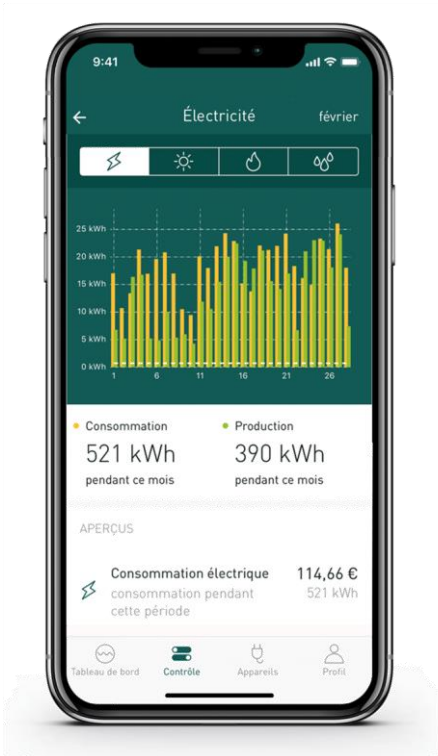 9:41
Électricité février
25 kWh
20 kWh
15 kWh
10 kWh
5 kWh
0 kWh
1 6 11 16 21 26
Consommation Production
521 kWh 390 kWh
pendant ce mois pendant ce mois
APERÇUS
Consommation électrique 114,66 €
consommation pendant 521 kWh
cette période
Tableau de bord Contrôle Appareils Profil